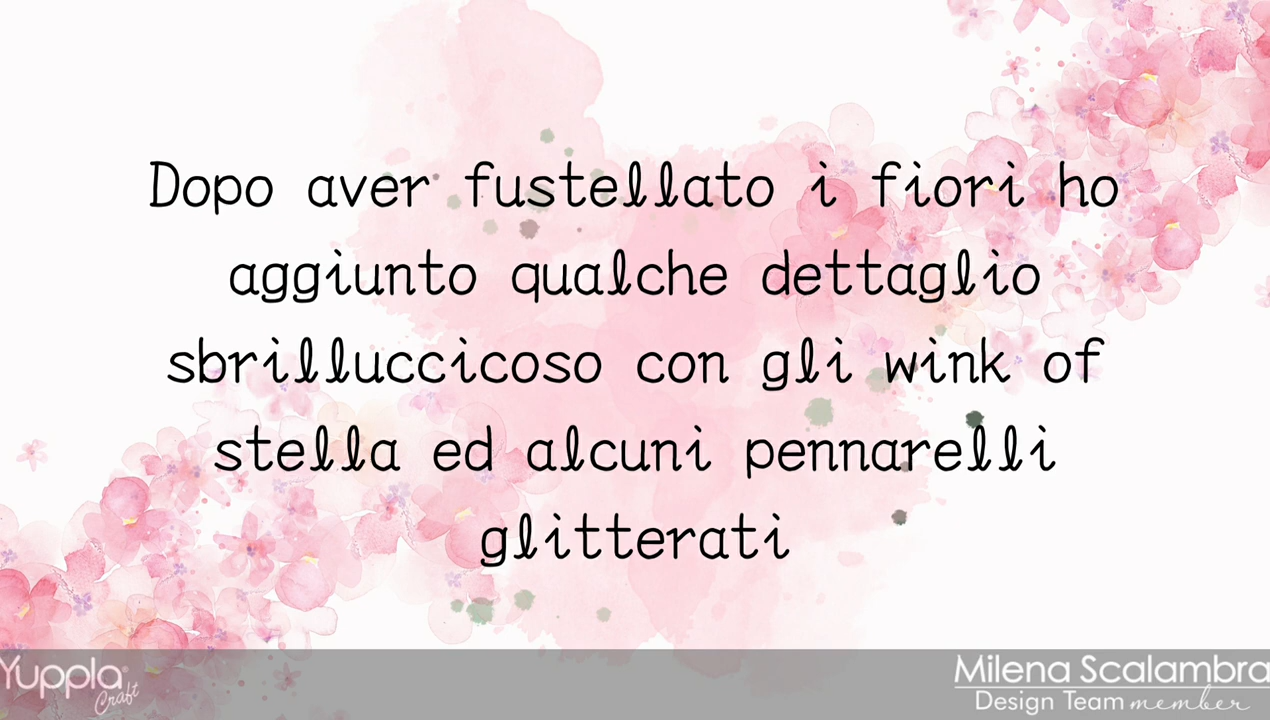 Dopo aver fustellato i fiori ho
aggiunto qualche dettaglio
sbrilluccicoso con gli wink of
stella ed alcuni pennarelli
glitterati
Yuppla®
Craft
Milena Scalambra
Design Team member